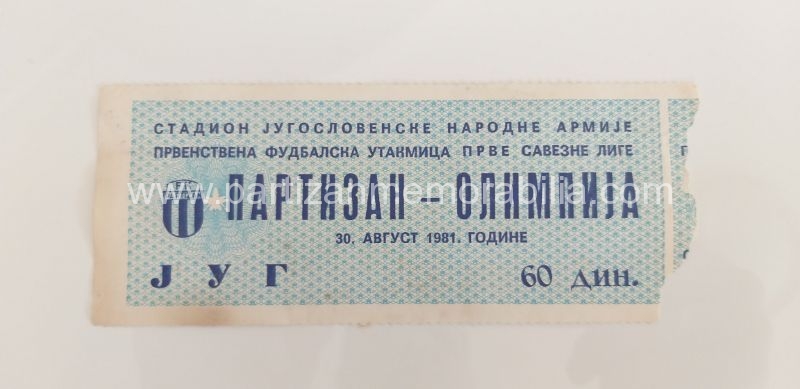 СТАДИОН ЈУГОСЛОВЕНСКЕ НАРОДНЕ АРМИЈЕ
ПРВЕНСТВЕНА ФУДБАЛСКА УТАКМИЦА ПРВЕ САВЕЗНЕ ЛИГЕ
www.partizanmemorabilia.com
ПАРТИЗАН – ОЛИМПИЈА
30. АВГУСТ 1981. ГОДИНЕ
ЈУГ 60 дин.